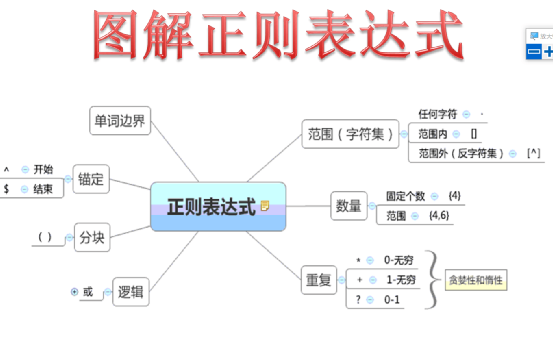 图解正则表达式
单词边界
范围（字符集）
任何字符 .
范围内 []
范围外（反字符集） [^]
^ 开始
$ 结束
锚定
正则表达式
数量
固定个数 {4}
范围 {4,6}
( ) 分块
或 逻辑
重复
* 0-无穷
+ 1-无穷
? 0-1
贪婪性和惰性